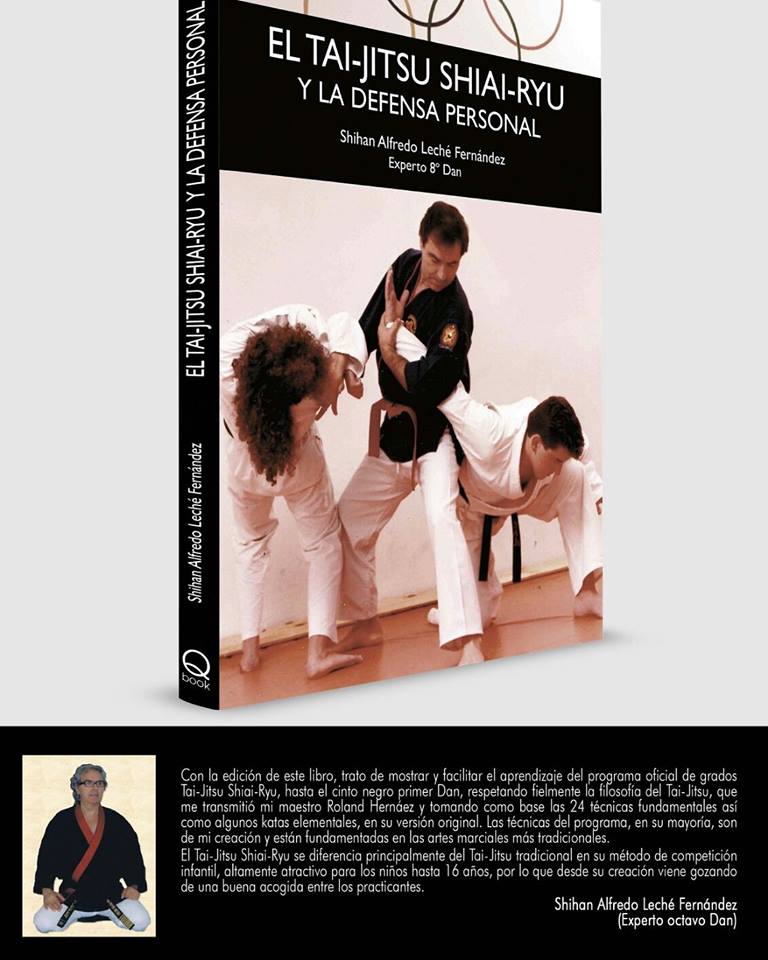 EL TAI-JITSU SHIAI-RYU
Y LA DEFENSA PERSONAL
Shihan Alfredo Leché Fernández
Experto 8º Dan
EL TAI-JITSU SHIAI-RYU Y LA DEFENSA PERSONAL
Shihan Alfredo Leché Fernández
Q
book
Con la edición de este libro, trato de mostrar y facilitar el aprendizaje del programa oficial de grados
Tai-Jitsu Shiai-Ryu, hasta el cinto negro primer Dan, respetando fielmente la filosofía del Tai-Jitsu, que
me transmitió mi maestro Roland Hernáez y tomando como base las 24 técnicas fundamentales así
como algunos katas elementales, en su versión original. Las técnicas del programa, en su mayoría, son
de mi creación y están fundamentadas en las artes marciales más tradicionales.
El Tai-Jitsu Shiai-Ryu se diferencia principalmente del Tai-Jitsu tradicional en su método de competición
infantil, altamente atractivo para los niños hasta 16 años, por lo que desde su creación viene gozando
de una buena acogida entre los practicantes.
Shihan Alfredo Leché Fernández
(Experto octavo Dan)